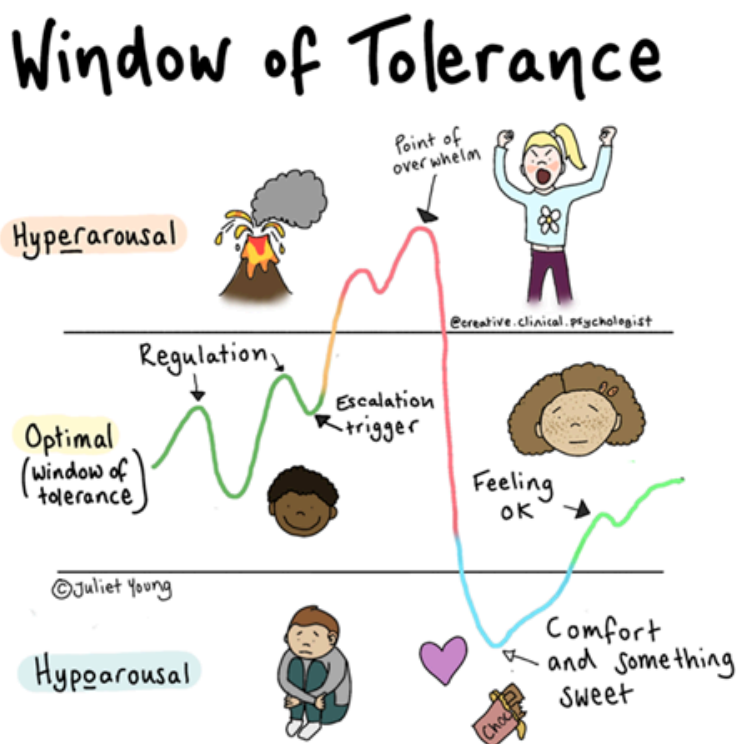 Window of Tolerance
Point of
overwhelm
Hyperarousal
@creative.clinical.psychologist
Regulation
Escalation
trigger
Optimal
(window of
tolerance)
Feeling
OK
©Juliet Young
Hypoarousal
Comfort
and something
sweet
Choc